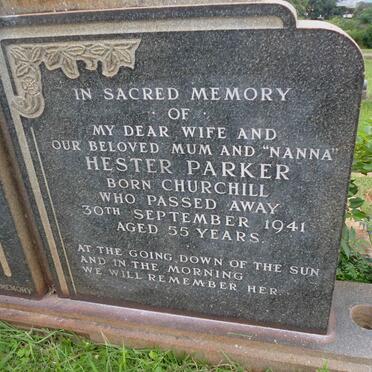 IN SACRED MEMORY
OF
MY DEAR WIFE AND
OUR BELOVED MUM AND "NANNA"
HESTER PARKER
BORN CHURCHILL
WHO PASSED AWAY
30TH SEPTEMBER 1941
AGED 55 YEARS.
AT THE GOING DOWN OF THE SUN
AND IN THE MORNING
WE WILL REMEMBER HER
MEMORY